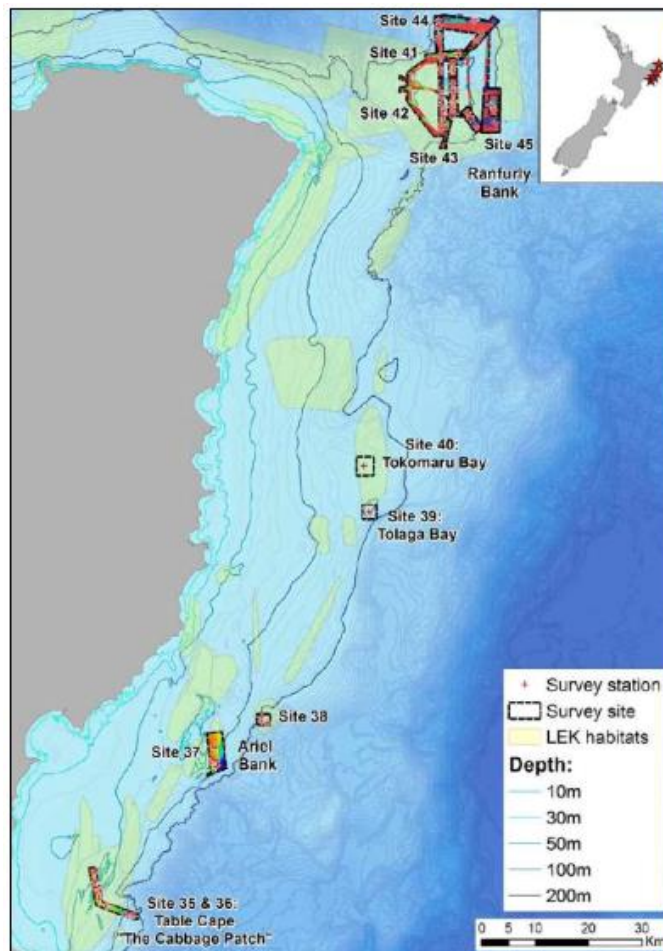 Site 44
Site 41
Site 42
Site 43
Site 45
Ranfurly
Bank
Site 40:
Tokomaru Bay
Site 39:
Tolaga Bay
Site 38
Site 37
Ariel
Bank
Site 35 & 36:
Table Cape
"The Cabbage Patch"
Survey station
Survey site
LEK habitats
Depth:
10m
30m
50m
100m
200m
0 5 10 20 30